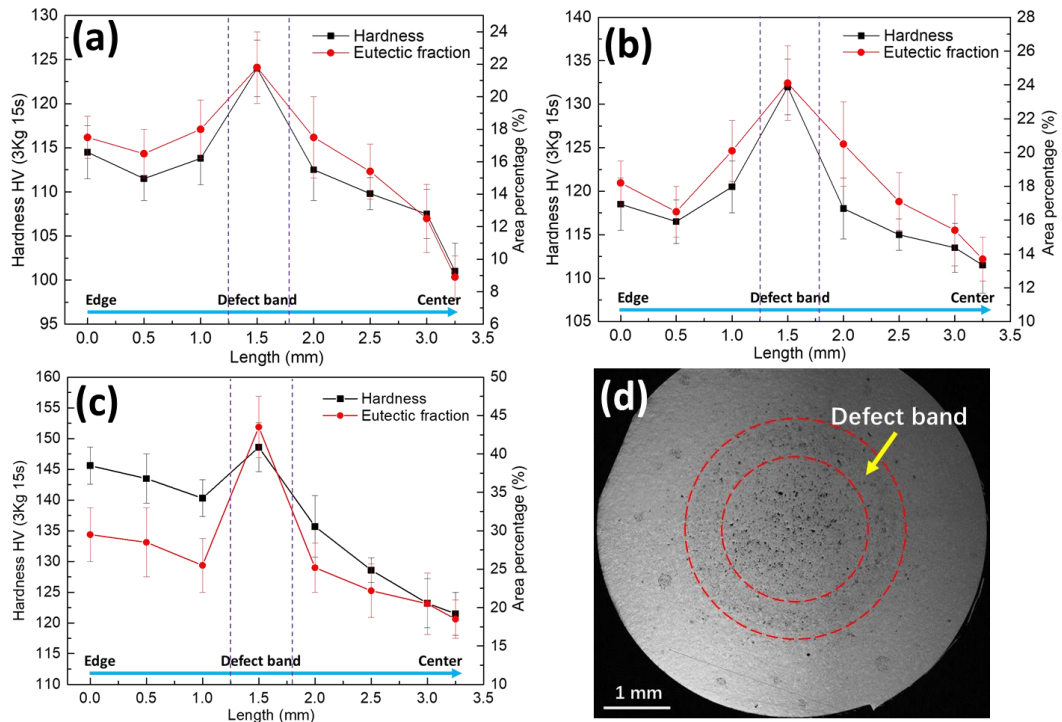 (a)
Hardness
Eutectic fraction
Hardness HV (3Kg 15s)
Area percentage (%)
130
125
120
115
110
105
100
95
24
22
20
18
16
14
12
10
8
6
Edge Defect band Center
0.0 0.5 1.0 1.5 2.0 2.5 3.0 3.5
Length (mm)
(b)
Hardness
Eutectic fraction
Hardness HV (3Kg 15s)
Area percentage (%)
140
135
130
125
120
115
110
105
28
26
24
22
20
18
16
14
12
10
Edge Defect band Center
0.0 0.5 1.0 1.5 2.0 2.5 3.0 3.5
Length (mm)
(c)
Hardness
Eutectic fraction
Hardness HV (3Kg 15s)
Area percentage (%)
160
155
150
145
140
135
130
125
120
115
110
50
45
40
35
30
25
20
15
10
Edge Defect band Center
0.0 0.5 1.0 1.5 2.0 2.5 3.0 3.5
Length (mm)
(d)
Defect band
1 mm